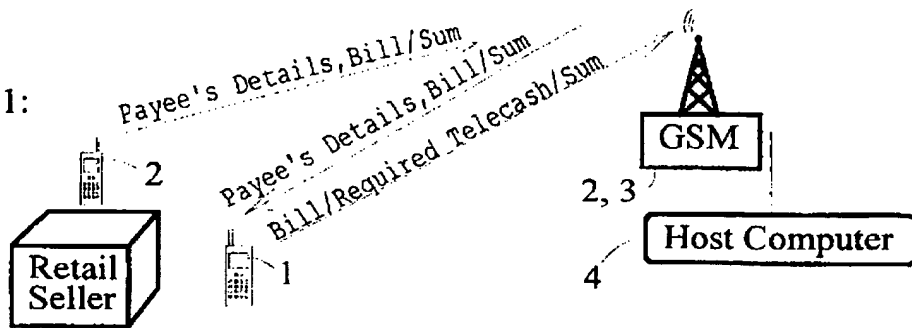 Payee's Details,Bill/Sum
1:
Payee's Details,Bill/Sum
Bill/Required Telecash/Sum
2
GSM
2, 3
Retail
Seller
1
4
Host Computer